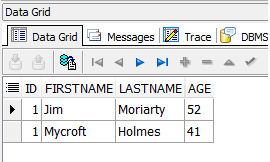 Data Grid
Data Grid Messages Trace DBMS
ID FIRSTNAME LASTNAME AGE
1 Jim Moriarty 52
1 Mycroft Holmes 41